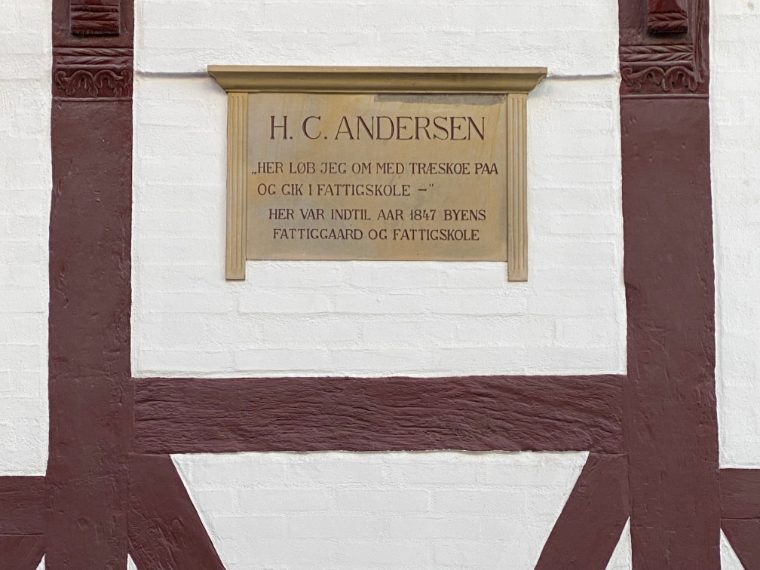 H. C. ANDERSEN
„HER LØB JEG OM MED TRÆSKOE PAA
OG GIK I FATTIGSKOLE —"
HER VAR INDTIL AAR 1847 BYENS
FATTIGGAARD OG FATTIGSKOLE